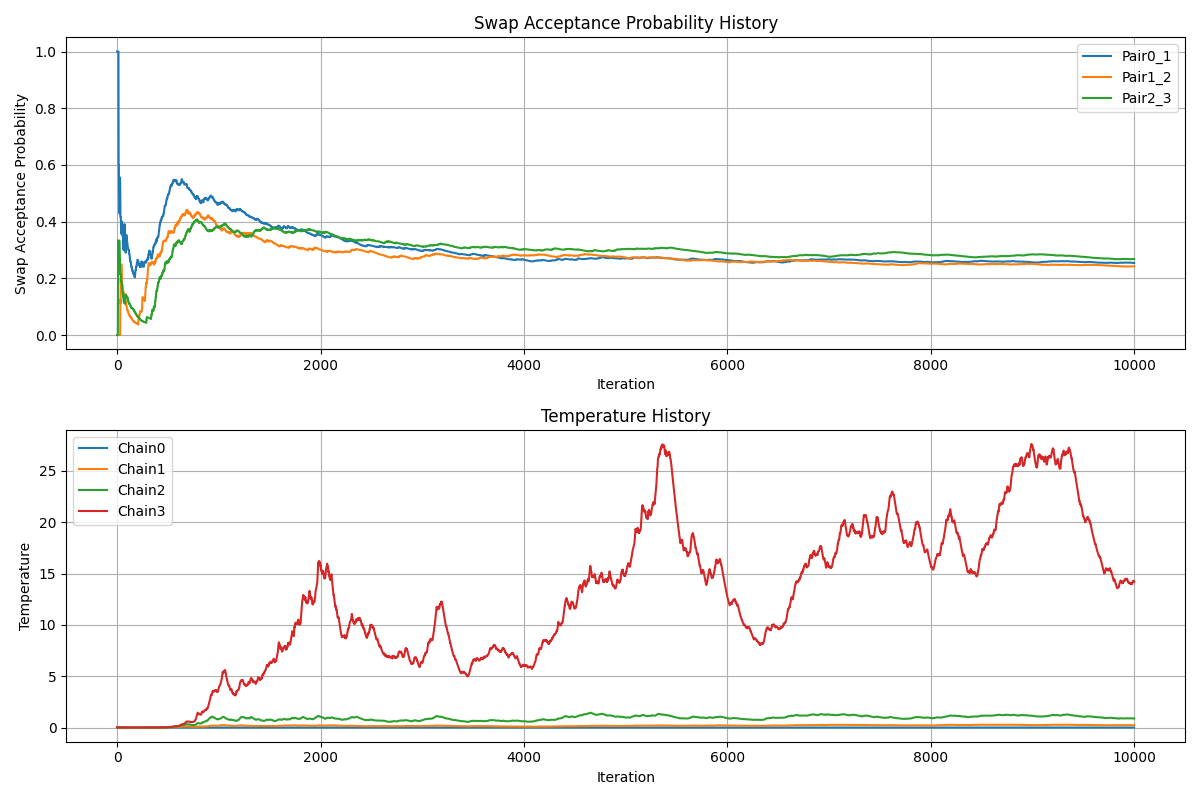 Swap Acceptance Probability History
Swap Acceptance Probability
1.0
0.8
0.6
0.4
0.2
0.0
Pair0_1
Pair1_2
Pair2_3
0 2000 4000 6000 8000 10000
Iteration
Temperature History
Temperature
25
20
15
10
5
0
Chain0
Chain1
Chain2
Chain3
0 2000 4000 6000 8000 10000
Iteration